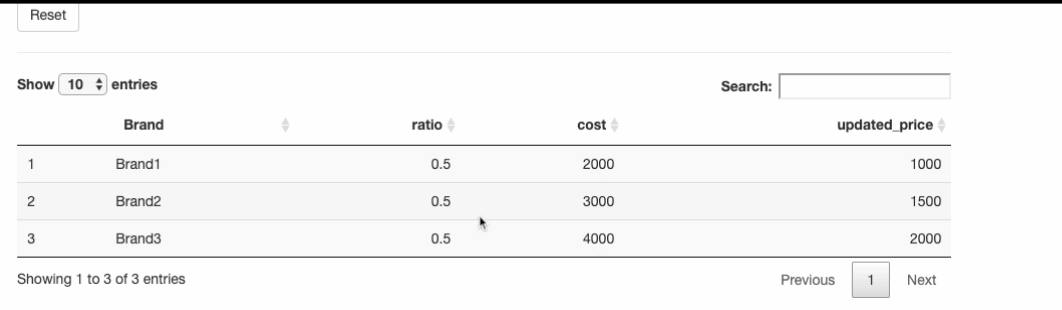 Reset
Show 10 entries Search:
Brand ratio cost updated_price
1 Brand1 0.5 2000 1000
2 Brand2 0.5 3000 1500
3 Brand3 0.5 4000 2000
Showing 1 to 3 of 3 entries Previous 1 Next